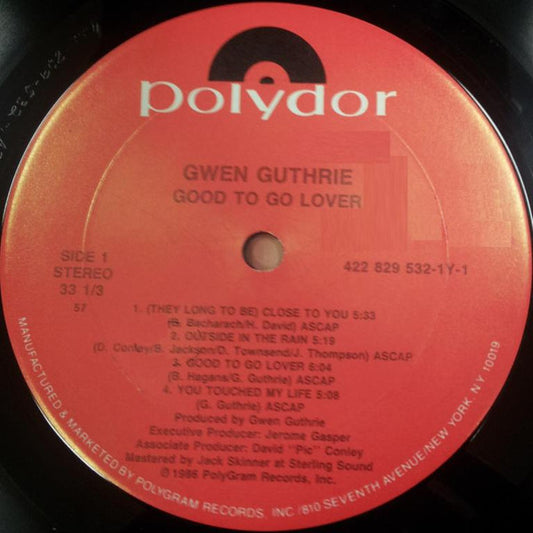 polydor
GWEN GUTHRIE
GOOD TO GO LOVER
SIDE 1
STEREO
33 1/3
57
422 829 532-1Y-1
1. (THEY LONG TO BE) CLOSE TO YOU 5:33
(B. Bacharach/H. David) ASCAP
2. OUTSIDE IN THE RAIN 5:19
(D. Conley/B. Jackson/D. Townsend/J. Thompson) ASCAP
3. GOOD TO GO LOVER 6:04
(B. Hagans/G. Guthrie) ASCAP
4. YOU TOUCHED MY LIFE 5:08
(G. Guthrie) ASCAP
Produced by Gwen Guthrie
Executive Producer: Jerome Gasper
Associate Producer: David "Pic" Conley
Mastered by Jack Skinner at Sterling Sound
℗1986 PolyGram Records, Inc.
MANUFACTURED & MARKETED BY POLYGRAM RECORDS, INC./810 SEVENTH AVENUE/NEW YORK, NY 10019